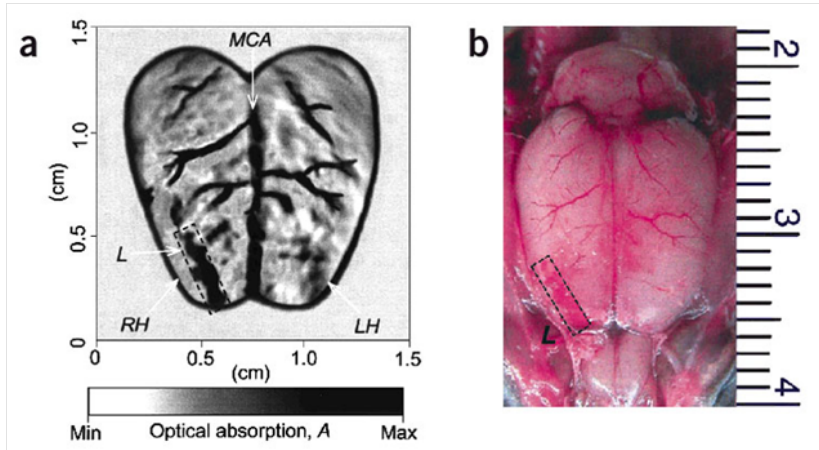 a
1.5
1.0
0.5
0
(cm)
MCA
L
RH
LH
0
0.5
1.0
1.5
(cm)
Min
Optical absorption, A
Max
b
L
2
3
4